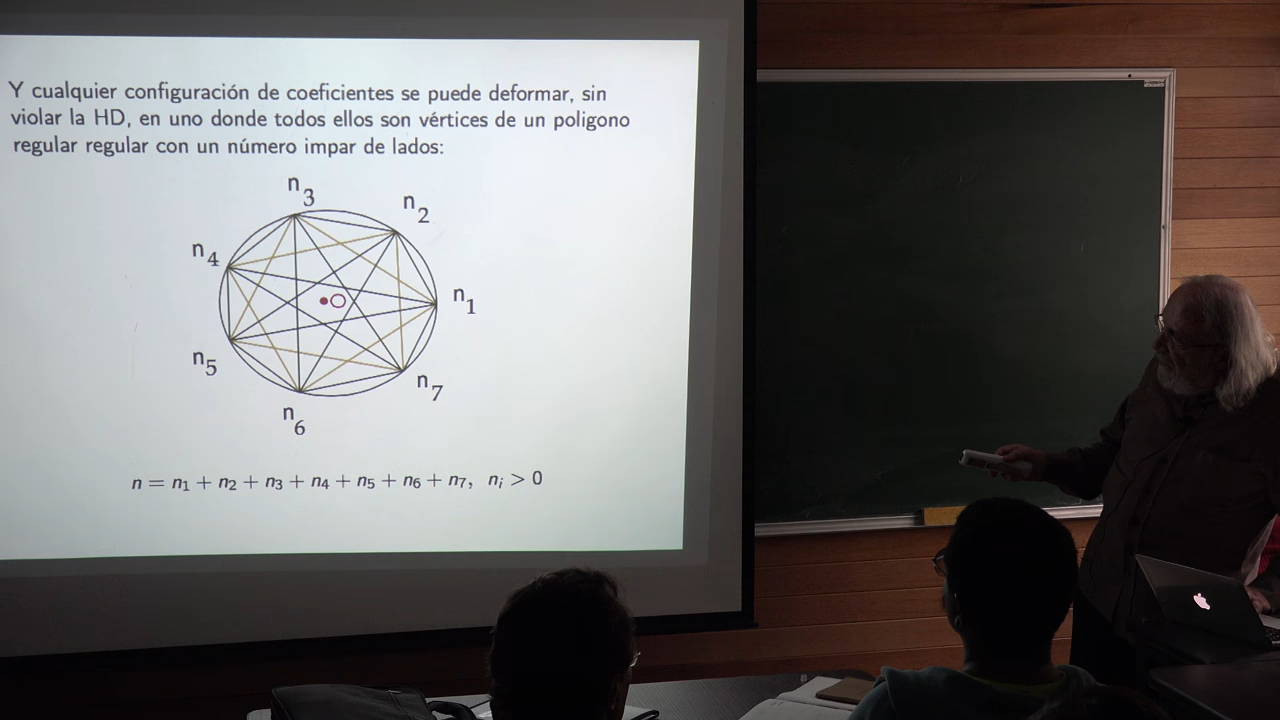 Y cualquier configuración de coeficientes se puede deformar, sin
violar la HD, en uno donde todos ellos son vértices de un poligono
regular regular con un número impar de lados:
n₃
n₂
n₄
n₁
n₅
n₇
n₆
n = n₁ + n₂ + n₃ + n₄ + n₅ + n₆ + n₇, nᵢ > 0